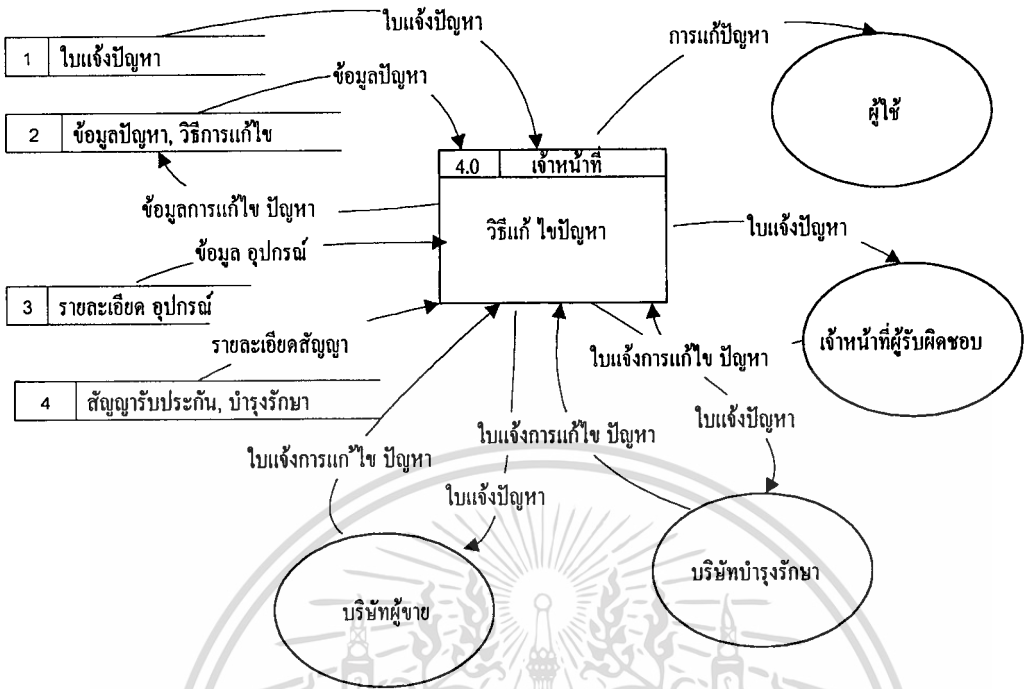 ใบแจ้งปัญหา
การแก้ปัญหา
1 ใบแจ้งปัญหา
ข้อมูลปัญหา
ผู้ใช้
2 ข้อมูลปัญหา, วิธีการแก้ไข
4.0 เจ้าหน้าที่
ข้อมูลการแก้ไข ปัญหา
วิธีแก้ ไขปัญหา
ใบแจ้งปัญหา
ข้อมูล อุปกรณ์
3 รายละเอียด อุปกรณ์
รายละเอียดสัญญา
ใบแจ้งการแก้ไข ปัญหา
เจ้าหน้าที่ผู้รับผิดชอบ
4 สัญญารับประกัน, บำรุงรักษา
ใบแจ้งปัญหา
ใบแจ้งการแก้ไข ปัญหา
ใบแจ้งการแก้ไข ปัญหา
ใบแจ้งปัญหา
บริษัทบำรุงรักษา
บริษัทผู้ขาย